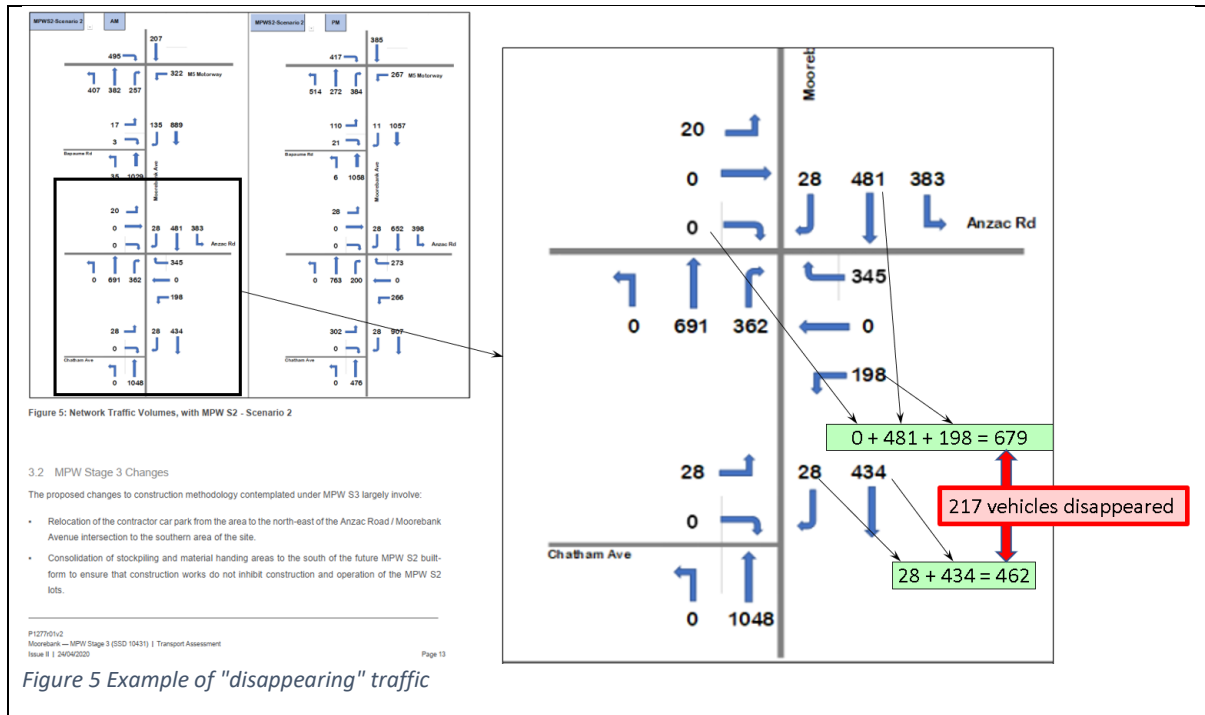 MPWS2-Scenario 2 AM
207
495
322 M5 Motorway
407 382 257
17 135 889
3
Bapaume Rd
35 1029
Moorebank Ave
20
0 28 481 383
0 Anzac Rd
345
0 691 362 0
198
28 28 434
0
Chatham Ave
0 1048
MPWS2-Scenario 2 PM
385
417
267 M5 Motorway
514 272 384
110 11 1057
21
Bapaume Rd
6 1058
Moorebank Ave
28
0 28 652 398
0 Anzac Rd
273
0 763 200 0
266
302 28 907
0
Chatham Ave
0 476
Figure 5: Network Traffic Volumes, with MPW S2 - Scenario 2
3.2 MPW Stage 3 Changes
The proposed changes to construction methodology contemplated under MPW S3 largely involve:
• Relocation of the contractor car park from the area to the north-east of the Anzac Road / Moorebank
Avenue intersection to the southern area of the site.
• Consolidation of stockpiling and material handing areas to the south of the future MPW S2 built-
form to ensure that construction works do not inhibit construction and operation of the MPW S2
lots.
P1277r01v2
Moorebank — MPW Stage 3 (SSD 10431) | Transport Assessment
Issue II | 24/04/2020 Page 13
Mooreb
20
0 28 481 383
0 Anzac Rd
345
0 691 362 0
198
0 + 481 + 198 = 679
28 28 434
217 vehicles disappeared
0
Chatham Ave
28 + 434 = 462
0 1048
Figure 5 Example of "disappearing" traffic